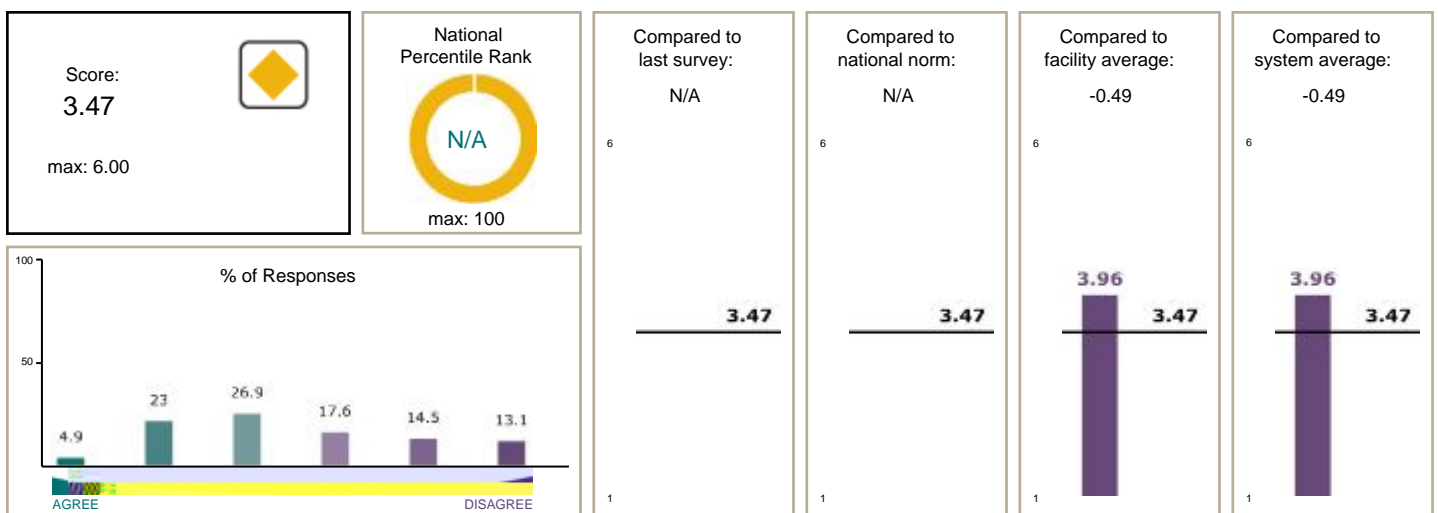 Score:
3.47
max: 6.00
National
Percentile Rank
N/A
max: 100
Compared to
last survey:
N/A
6
3.47
1
Compared to
national norm:
N/A
6
3.47
1
Compared to
facility average:
-0.49
6
3.96
3.47
1
Compared to
system average:
-0.49
6
3.96
3.47
1
% of Responses
100
50
4.9
23
26.9
17.6
14.5
13.1
AGREE
DISAGREE